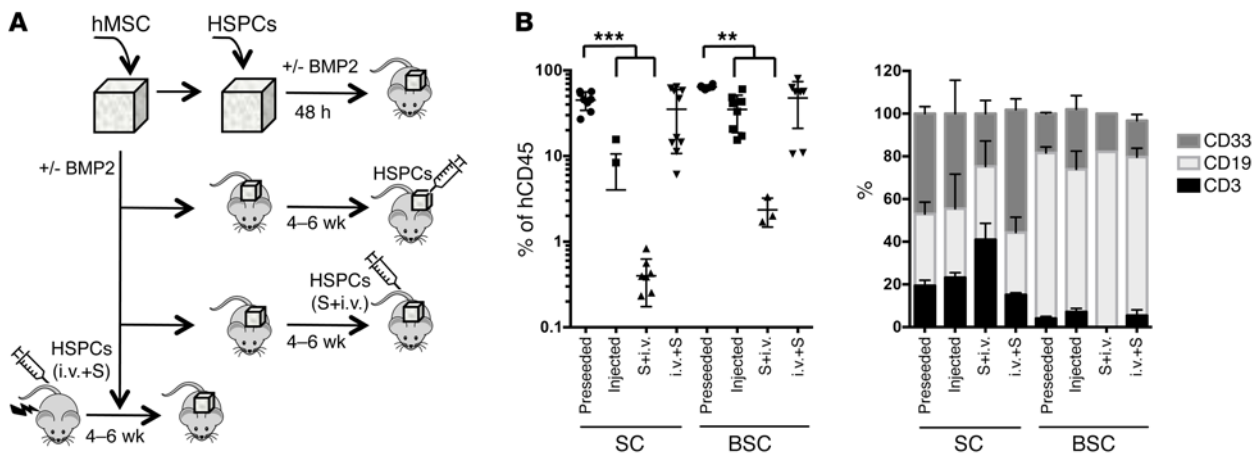 A
hMSC
HSPCs
+/- BMP2
48 h
+/- BMP2
HSPCs
4–6 wk
HSPCs
(S+i.v.)
4–6 wk
HSPCs
(i.v.+S)
4–6 wk
B
***
**
% of hCD45
100
10
1
0.1
Preseeded
Injected
S+i.v.
i.v.+S
Preseeded
Injected
S+i.v.
i.v.+S
SC
BSC
%
120
100
80
60
40
20
0
Preseeded
Injected
S+i.v.
i.v.+S
Preseeded
Injected
S+i.v.
i.v.+S
SC
BSC
CD33
CD19
CD3